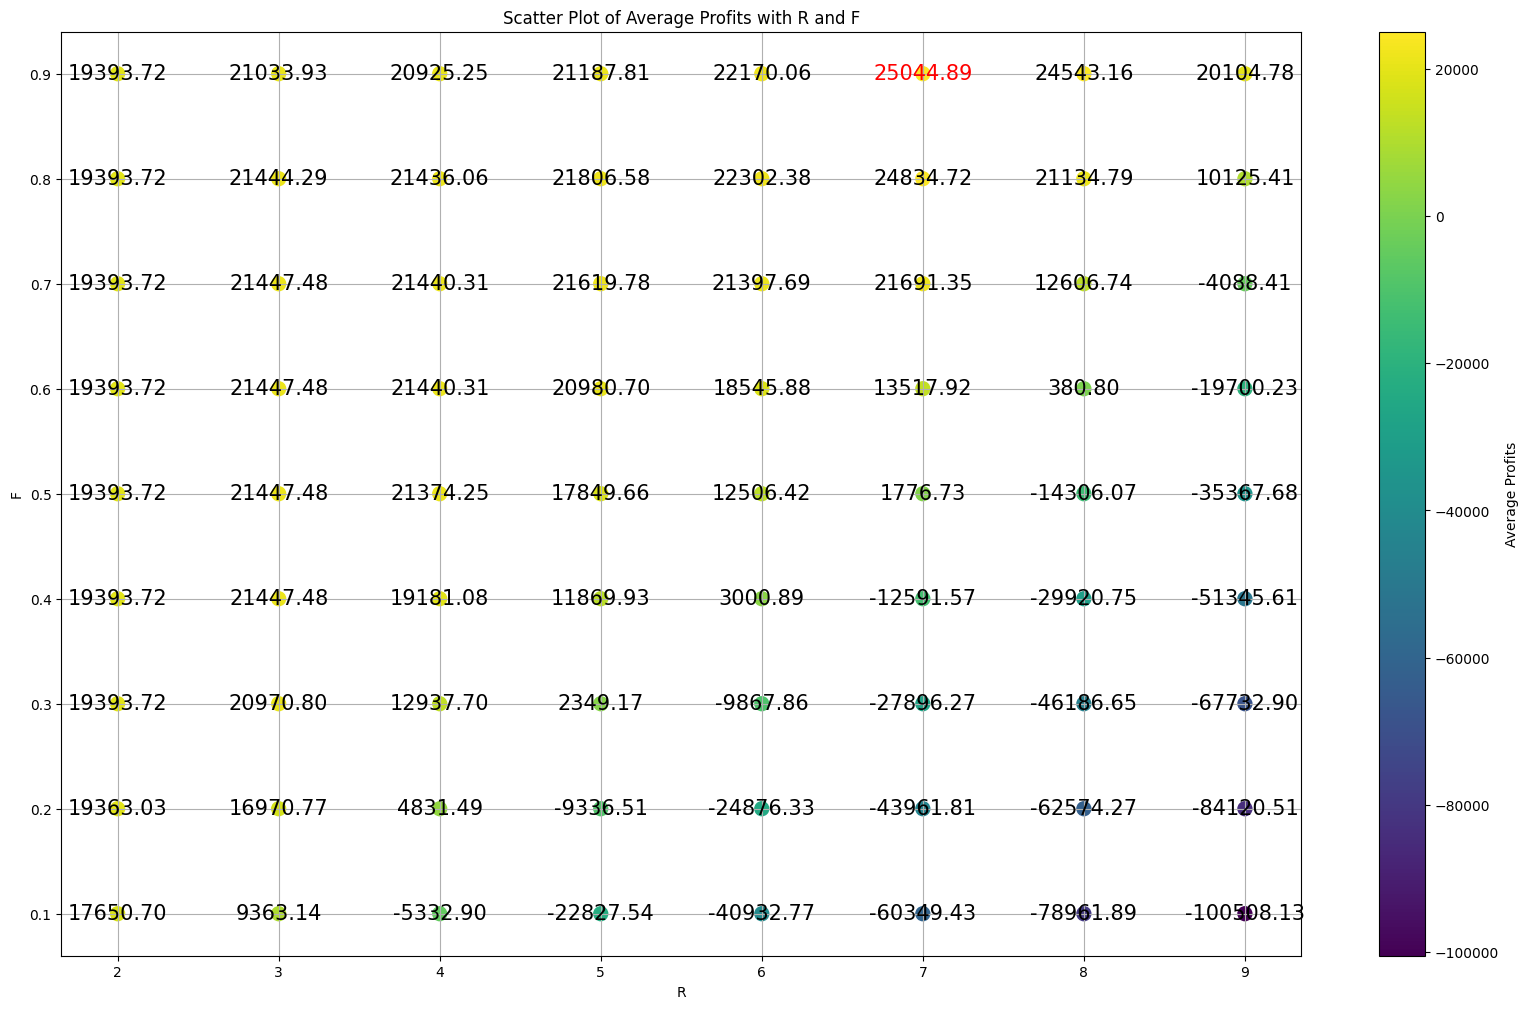 Scatter Plot of Average Profits with R and F
0.9 19393.72 21033.93 20925.25 21187.81 22170.06 25044.89 24543.16 20104.78
0.8 19393.72 21444.29 21436.06 21806.58 22302.38 24834.72 21134.79 10125.41
0.7 19393.72 21447.48 21440.31 21619.78 21397.69 21691.35 12606.74 -4088.41
0.6 19393.72 21447.48 21440.31 20980.70 18545.88 13517.92 380.80 -19700.23
0.5 19393.72 21447.48 21374.25 17849.66 12506.42 1776.73 -14306.07 -35367.68
0.4 19393.72 21447.48 19181.08 11869.93 3000.89 -12591.57 -29920.75 -51345.61
0.3 19393.72 20970.80 12937.70 2349.17 -9867.86 -27896.27 -46186.65 -67732.90
0.2 19363.03 16970.77 4831.49 -9336.51 -24876.33 -43961.81 -62574.27 -84120.51
0.1 17650.70 9363.14 -5332.90 -22827.54 -40932.77 -60349.43 -78961.89 -100508.13
2 3 4 5 6 7 8 9
R
F
20000
0
−20000
−40000
−60000
−80000
−100000
Average Profits